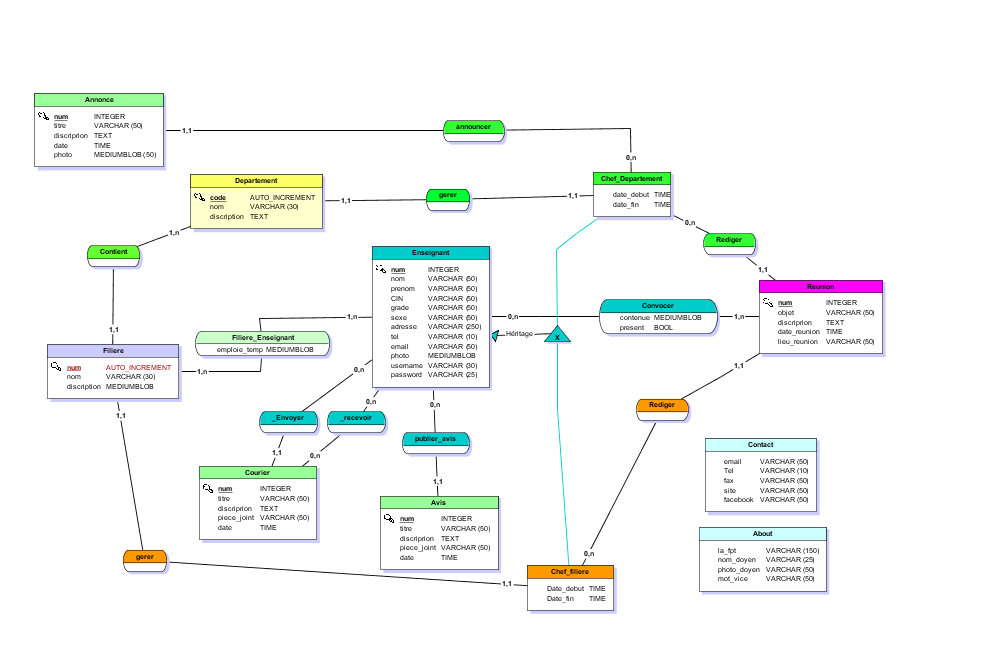 Annonce
num INTEGER
titre VARCHAR (50)
discriprion TEXT
date TIME
photo MEDIUMBLOB (50)
1,1
announcer
0,n
Departement
code AUTO_INCREMENT
nom VARCHAR (30)
discription TEXT
1,1
gerer
1,1
Chef_Departement
date_debut TIME
date_fin TIME
1,n
0,n
Contient
Rediger
Enseignant
num INTEGER
nom VARCHAR (50)
prenom VARCHAR (50)
CIN VARCHAR (50)
grade VARCHAR (50)
sexe VARCHAR (50)
adresse VARCHAR (250)
tel VARCHAR (10)
email VARCHAR (50)
photo MEDIUMBLOB
username VARCHAR (30)
password VARCHAR (25)
1,1
Reunion
num INTEGER
objet VARCHAR (50)
discriprion TEXT
date_reunion TIME
lieu_reunion VARCHAR (50)
0,n
Convocer
contenue MEDIUMBLOB
present BOOL
1,n
Héritage
X
1,1
1,n
Filiere_Enseignant
emploie_temp MEDIUMBLOB
1,n
Filiere
num AUTO_INCREMENT
nom VARCHAR (30)
discription MEDIUMBLOB
1,1
0,n
0,n
0,n
1,1
Rediger
_Envoyer
_recevoir
publier_avis
1,1
0,n
1,1
Courier
num INTEGER
titre VARCHAR (50)
discriprion TEXT
piece_joint VARCHAR (50)
date TIME
Avis
num INTEGER
titre VARCHAR (50)
discriprion TEXT
piece_joint VARCHAR (50)
date TIME
Contact
email VARCHAR (50)
Tel VARCHAR (10)
fax VARCHAR (50)
site VARCHAR (50)
facebook VARCHAR (50)
About
la_fpt VARCHAR (150)
nom_doyen VARCHAR (25)
photo_doyen VARCHAR (50)
mot_vice VARCHAR (50)
gerer
0,n
1,1
Chef_filiere
Date_debut TIME
Date_fin TIME